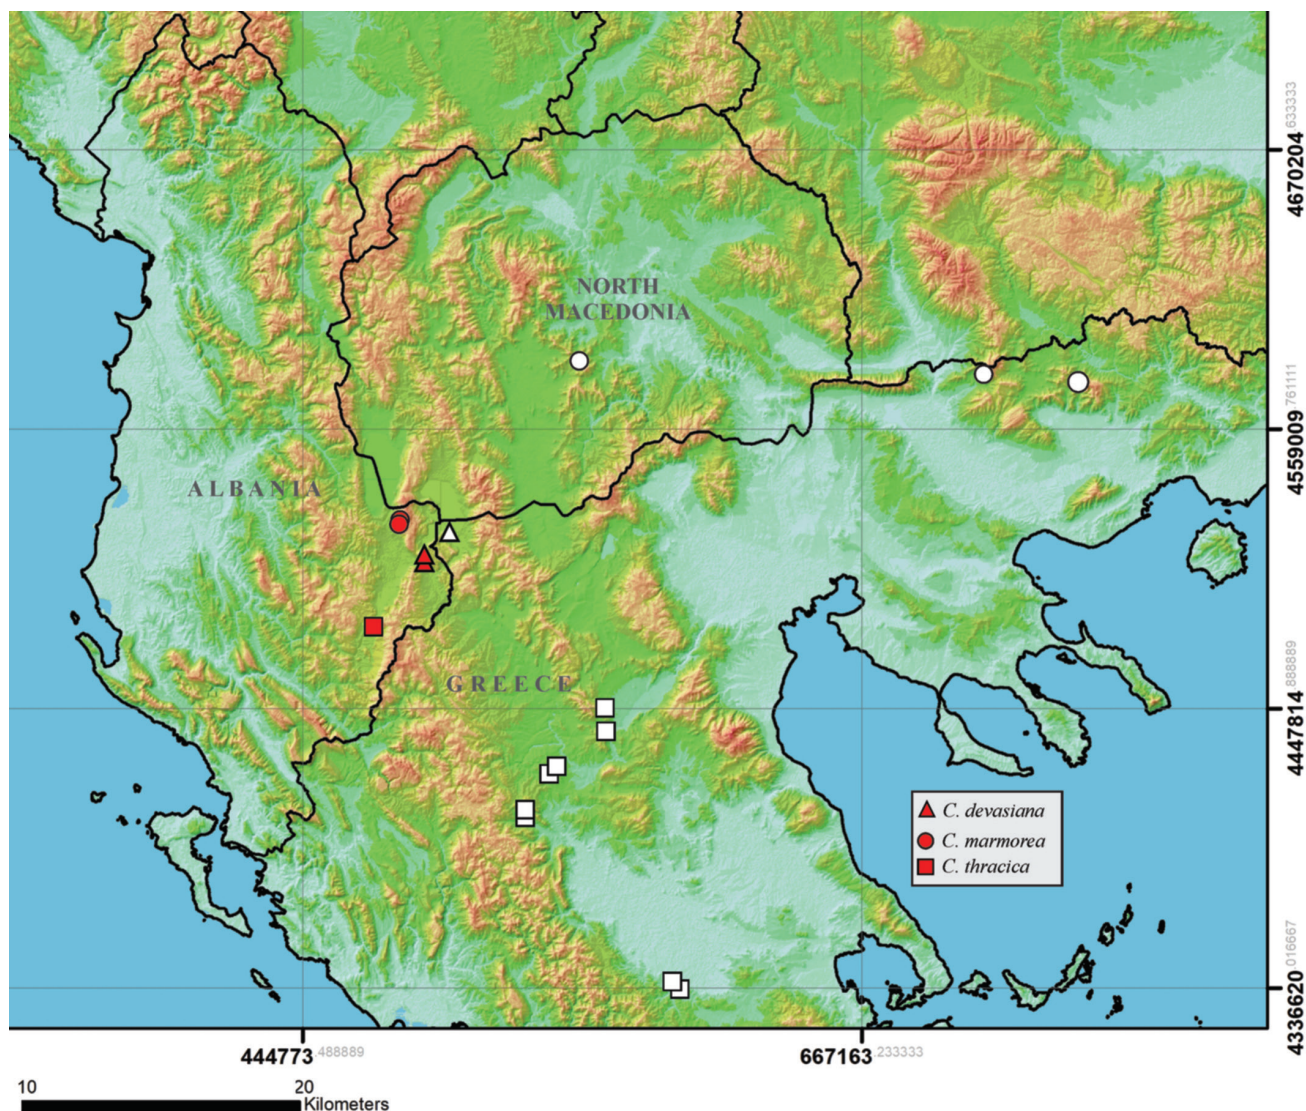 NORTH
MACEDONIA
ALBANIA
GREECE
C. devasiana
C. marmorea
C. thracica
4670204.633333
4559009.761111
4447814.888889
4336620.016667
444773.488889
667163.233333
10
20
Kilometers